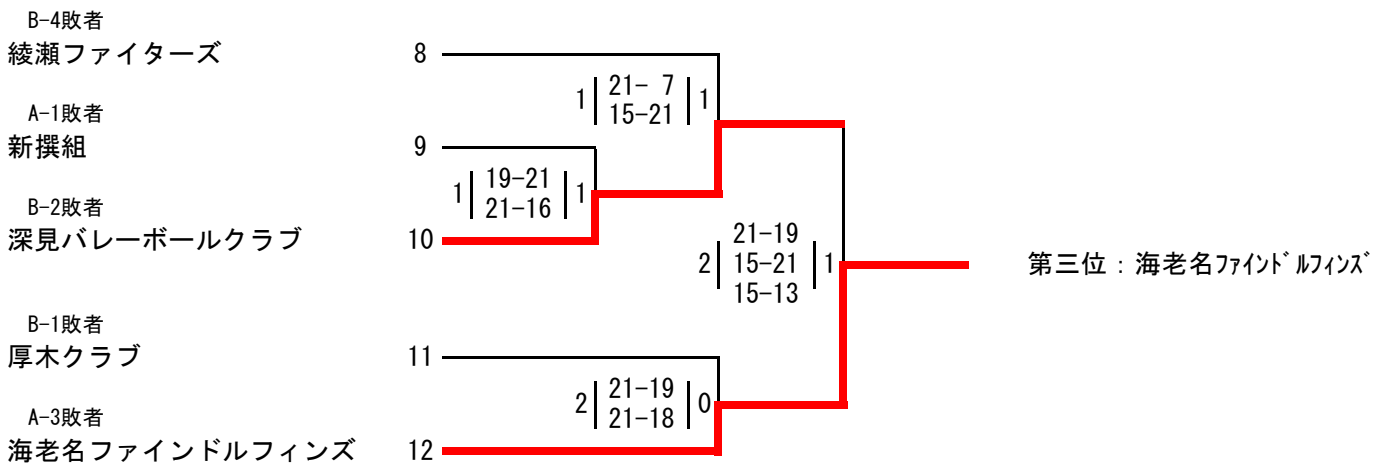 B-4敗者
綾瀬ファイターズ 8
1 21- 7 1
15-21
A-1敗者
新撰組 9
1 19-21 1
21-16
B-2敗者
深見バレーボールクラブ 10
21-19
2 15-21 1
15-13
第三位：海老名ﾌｧｲﾝﾄﾞﾙﾌｨﾝｽﾞ
B-1敗者
厚木クラブ 11
2 21-19 0
21-18
A-3敗者
海老名ファインドルフィンズ 12